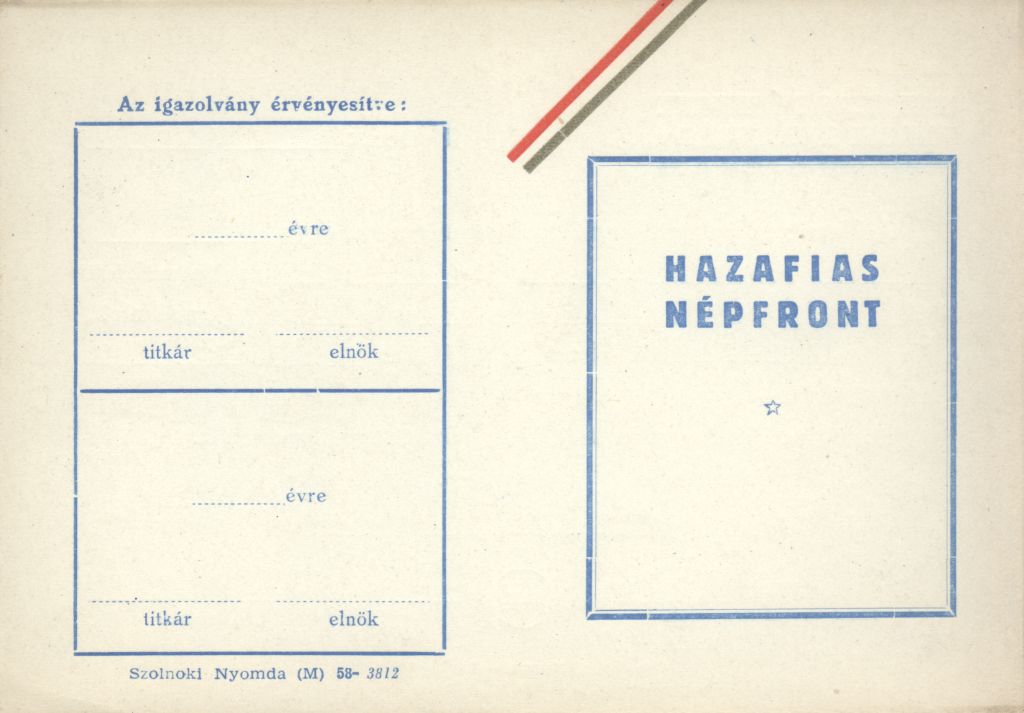 Az igazolvány érvényesítve:
évre
titkár elnök
évre
titkár elnök
Szolnoki Nyomda (M) 58- 3812
HAZAFIAS
NÉPFRONT